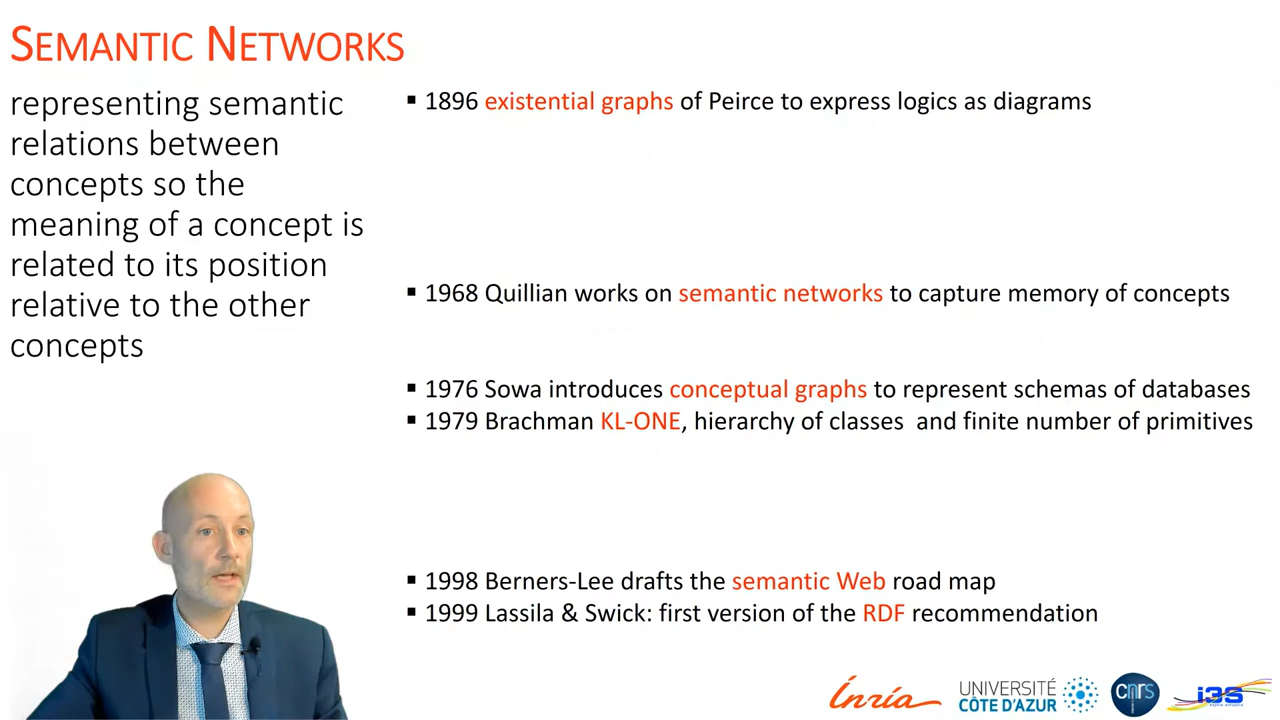 SEMANTIC NETWORKS
representing semantic
relations between
concepts so the
meaning of a concept is
related to its position
relative to the other
concepts
▪ 1896 existential graphs of Peirce to express logics as diagrams
▪ 1968 Quillian works on semantic networks to capture memory of concepts
▪ 1976 Sowa introduces conceptual graphs to represent schemas of databases
▪ 1979 Brachman KL-ONE, hierarchy of classes and finite number of primitives
▪ 1998 Berners-Lee drafts the semantic Web road map
▪ 1999 Lassila & Swick: first version of the RDF recommendation
Inria
UNIVERSITÉ
CÔTE D'AZUR
cnrs
i3S